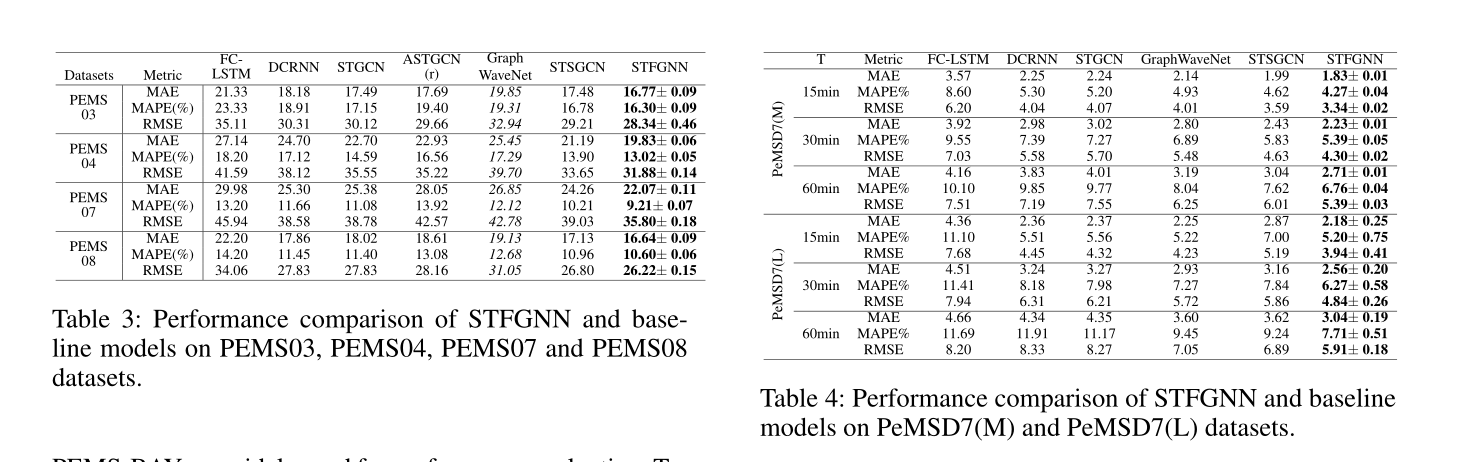 Datasets Metric FC-LSTM DCRNN STGCN ASTGCN (r) Graph WaveNet STSGCN STFGNN
PEMS 03 MAE 21.33 18.18 17.49 17.69 19.85 17.48 16.77± 0.09
MAPE(%) 23.33 18.91 17.15 19.40 19.31 16.78 16.30± 0.09
RMSE 35.11 30.31 30.12 29.66 32.94 29.21 28.34± 0.46
PEMS 04 MAE 27.14 24.70 22.70 22.93 25.45 21.19 19.83± 0.06
MAPE(%) 18.20 17.12 14.59 16.56 17.29 13.90 13.02± 0.05
RMSE 41.59 38.12 35.55 35.22 39.70 33.65 31.88± 0.14
PEMS 07 MAE 29.98 25.30 25.38 28.05 26.85 24.26 22.07± 0.11
MAPE(%) 13.20 11.66 11.08 13.92 12.12 10.21 9.21± 0.07
RMSE 45.94 38.58 38.78 42.57 42.78 39.03 35.80± 0.18
PEMS 08 MAE 22.20 17.86 18.02 18.61 19.13 17.13 16.64± 0.09
MAPE(%) 14.20 11.45 11.40 13.08 12.68 10.96 10.60± 0.06
RMSE 34.06 27.83 27.83 28.16 31.05 26.80 26.22± 0.15
Table 3: Performance comparison of STFGNN and base-
line models on PEMS03, PEMS04, PEMS07 and PEMS08
datasets.
T Metric FC-LSTM DCRNN STGCN GraphWaveNet STSGCN STFGNN
PeMSD7(M)
15min MAE 3.57 2.25 2.24 2.14 1.99 1.83± 0.01
MAPE% 8.60 5.30 5.20 4.93 4.62 4.27± 0.04
RMSE 6.20 4.04 4.07 4.01 3.59 3.34± 0.02
30min MAE 3.92 2.98 3.02 2.80 2.43 2.23± 0.01
MAPE% 9.55 7.39 7.27 6.89 5.83 5.39± 0.05
RMSE 7.03 5.58 5.70 5.48 4.63 4.30± 0.02
60min MAE 4.16 3.83 4.01 3.19 3.04 2.71± 0.01
MAPE% 10.10 9.85 9.77 8.04 7.62 6.76± 0.04
RMSE 7.51 7.19 7.55 6.25 6.01 5.39± 0.03
PeMSD7(L)
15min MAE 4.36 2.36 2.37 2.25 2.87 2.18± 0.25
MAPE% 11.10 5.51 5.56 5.22 7.00 5.20± 0.75
RMSE 7.68 4.45 4.32 4.23 5.19 3.94± 0.41
30min MAE 4.51 3.24 3.27 2.93 3.16 2.56± 0.20
MAPE% 11.41 8.18 7.98 7.27 7.84 6.27± 0.58
RMSE 7.94 6.31 6.21 5.72 5.86 4.84± 0.26
60min MAE 4.66 4.34 4.35 3.60 3.62 3.04± 0.19
MAPE% 11.69 11.91 11.17 9.45 9.24 7.71± 0.51
RMSE 8.20 8.33 8.27 7.05 6.89 5.91± 0.18
Table 4: Performance comparison of STFGNN and baseline
models on PeMSD7(M) and PeMSD7(L) datasets.